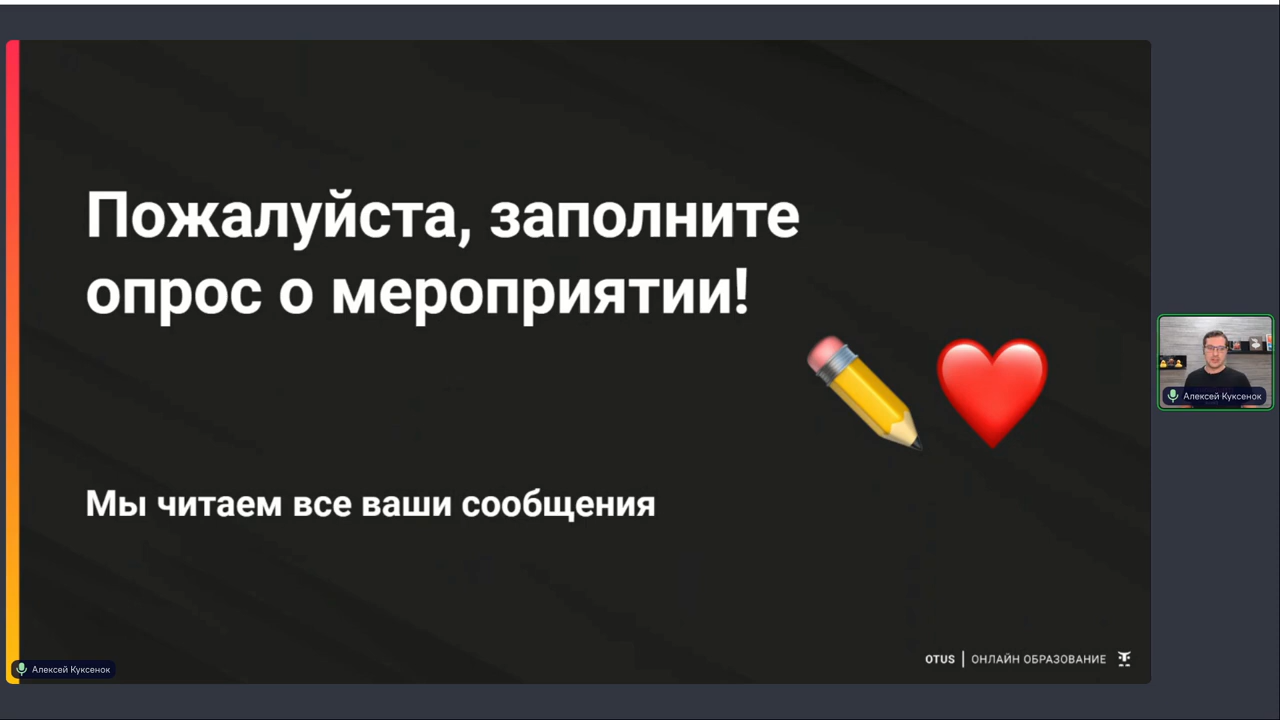 Пожалуйста, заполните
опрос о мероприятии!
Мы читаем все ваши сообщения
OTUS | ОНЛАЙН ОБРАЗОВАНИЕ
Алексей Куксенок
Алексей Куксенок